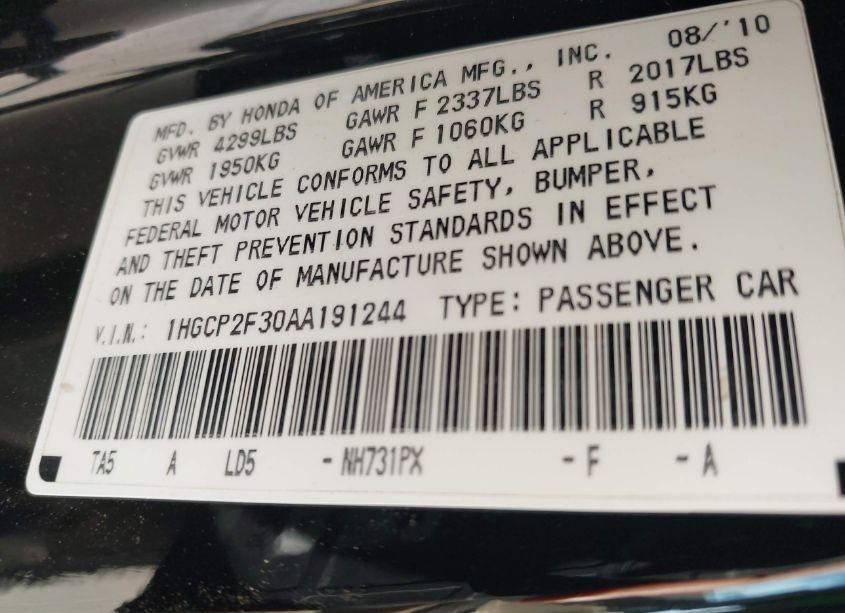 MFD. BY HONDA OF AMERICA MFG., INC. 08/'10
GVWR 4299LBS GAWR F 2337LBS R 2017LBS
GVWR 1950KG GAWR F 1060KG R 915KG
THIS VEHICLE CONFORMS TO ALL APPLICABLE
FEDERAL MOTOR VEHICLE SAFETY, BUMPER,
AND THEFT PREVENTION STANDARDS IN EFFECT
ON THE DATE OF MANUFACTURE SHOWN ABOVE.
V.I.N.: 1HGCP2F30AA191244 TYPE: PASSENGER CAR
TA5 A LD5 - NH731PX - F - A